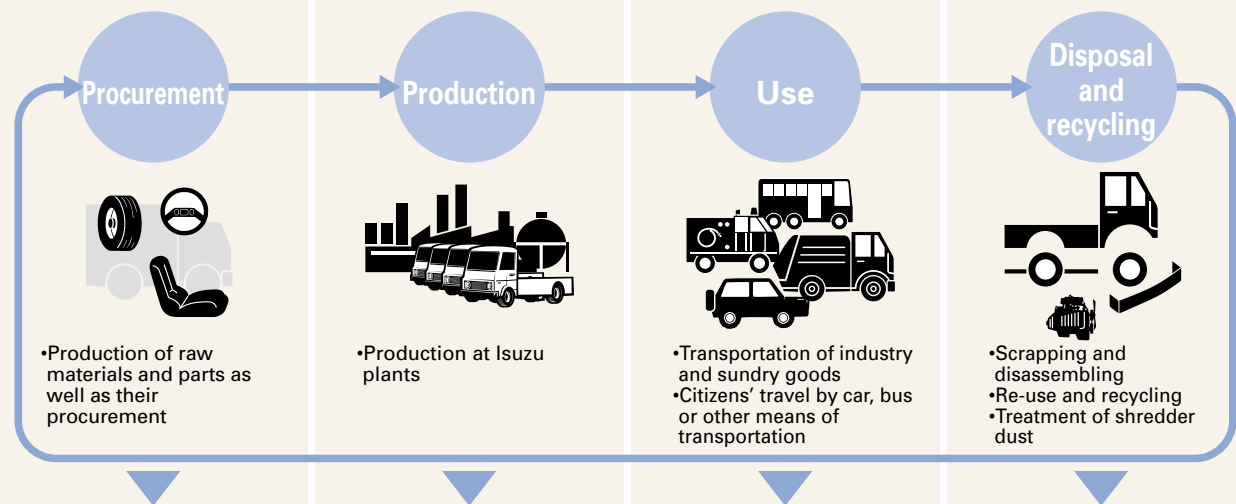 Procurement
Production
Use
Disposal
and
recycling
•Production of raw
materials and parts as
well as their
procurement
•Production at Isuzu
plants
•Transportation of industry
and sundry goods
•Citizens’ travel by car, bus
or other means of
transportation
•Scrapping and
disassembling
•Re-use and recycling
•Treatment of shredder
dust